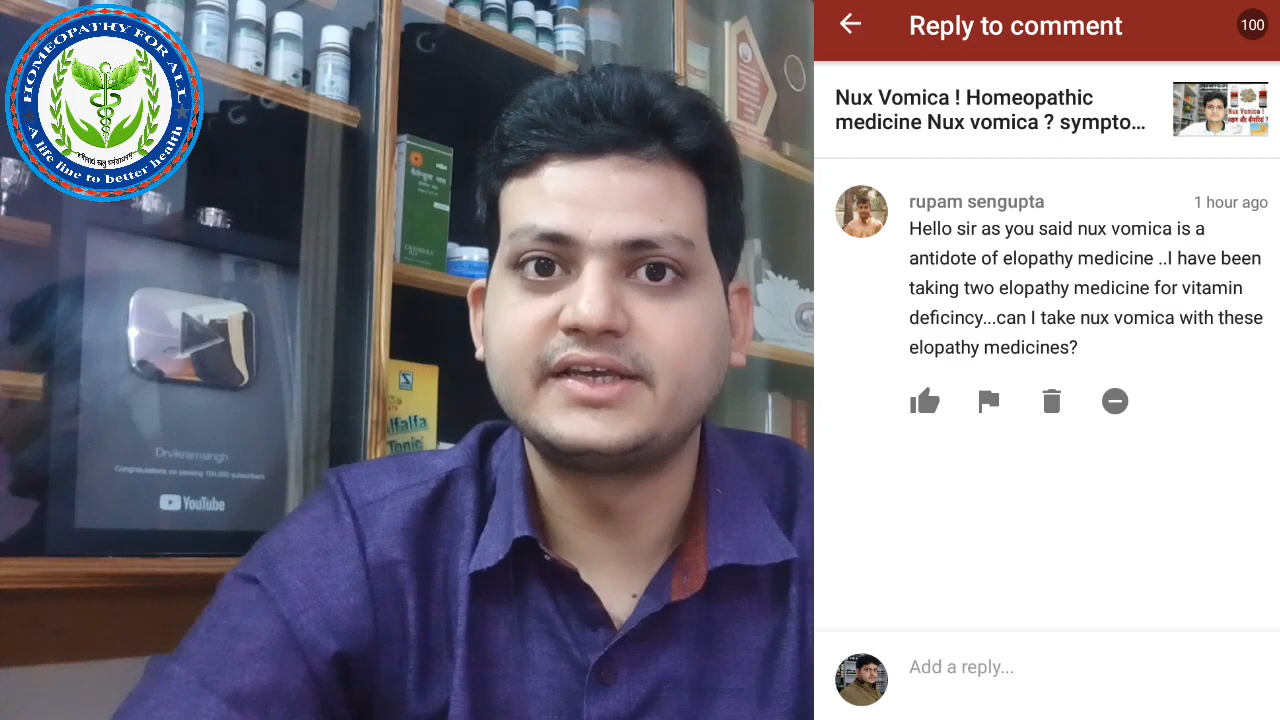 HOMEOPATHY FOR ALL
A life line to better health
Drvikramsingh
Congratulations on passing 100,000 subscribers
YouTube
CALENDULA
lfalfa
Tonic
Reply to comment
100
Nux Vomica ! Homeopathic
medicine Nux vomica ? sympto...
Nux Vomica !
rupam sengupta
1 hour ago
Hello sir as you said nux vomica is a
antidote of elopathy medicine ..I have been
taking two elopathy medicine for vitamin
deficincy...can I take nux vomica with these
elopathy medicines?
Add a reply...